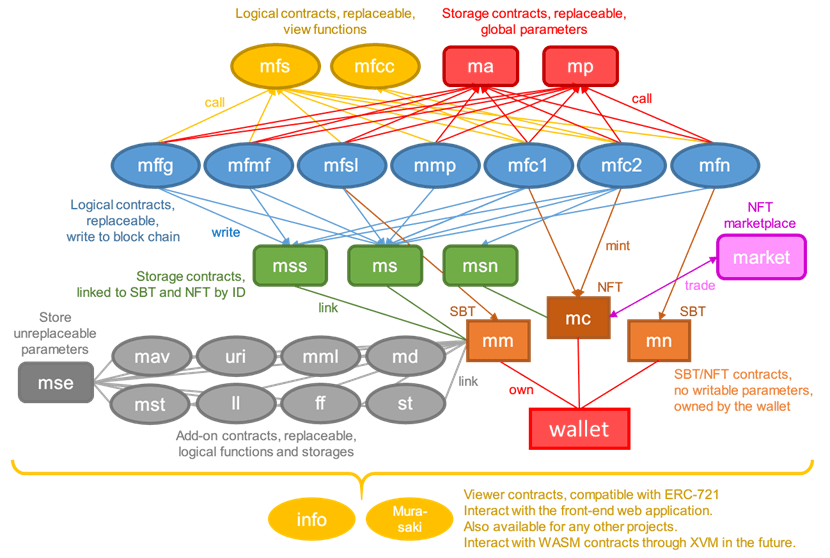 Logical contracts, replaceable,
view functions
Storage contracts, replaceable,
global parameters
mfs
mfcc
ma
mp
call
call
mffg
mfmf
mfsl
mmp
mfc1
mfc2
mfn
Logical contracts,
replaceable,
write to block chain
write
NFT
marketplace
mint
market
mss
ms
msn
Storage contracts,
linked to SBT and NFT by ID
NFT
trade
link
SBT
SBT
mc
Store
unreplaceable
parameters
mm
mn
mav
uri
mml
md
mse
link
SBT/NFT contracts,
no writable parameters,
owned by the wallet
own
mst
ll
ff
st
wallet
Add-on contracts, replaceable,
logical functions and storages
info
Mura-
saki
Viewer contracts, compatible with ERC-721
Interact with the front-end web application.
Also available for any other projects.
Interact with WASM contracts through XVM in the future.